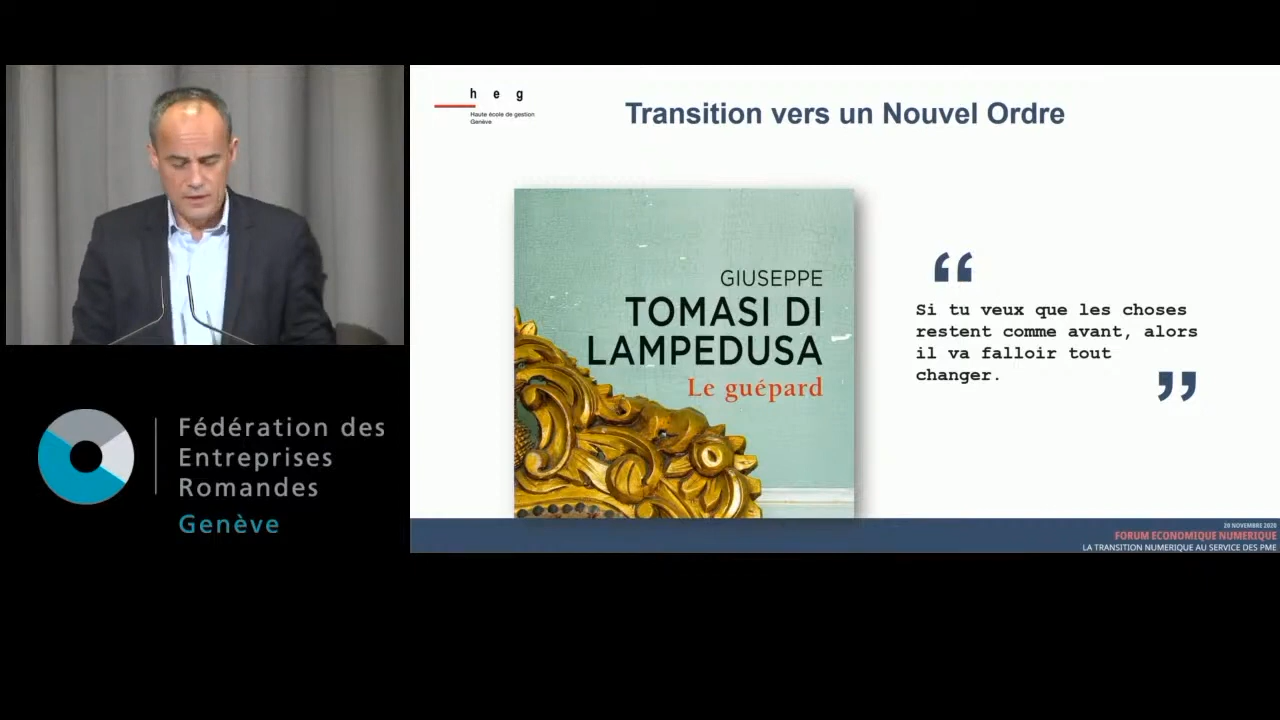 h e g
Haute école de gestion
Genève
Transition vers un Nouvel Ordre
GIUSEPPE
TOMASI DI
LAMPEDUSA
Le guépard
“
Si tu veux que les choses
restent comme avant, alors
il va falloir tout
changer.
”
Fédération des
Entreprises
Romandes
Genève
20 NOVEMBRE 2020
FORUM ECONOMIQUE NUMERIQUE
LA TRANSITION NUMERIQUE AU SERVICE DES PME